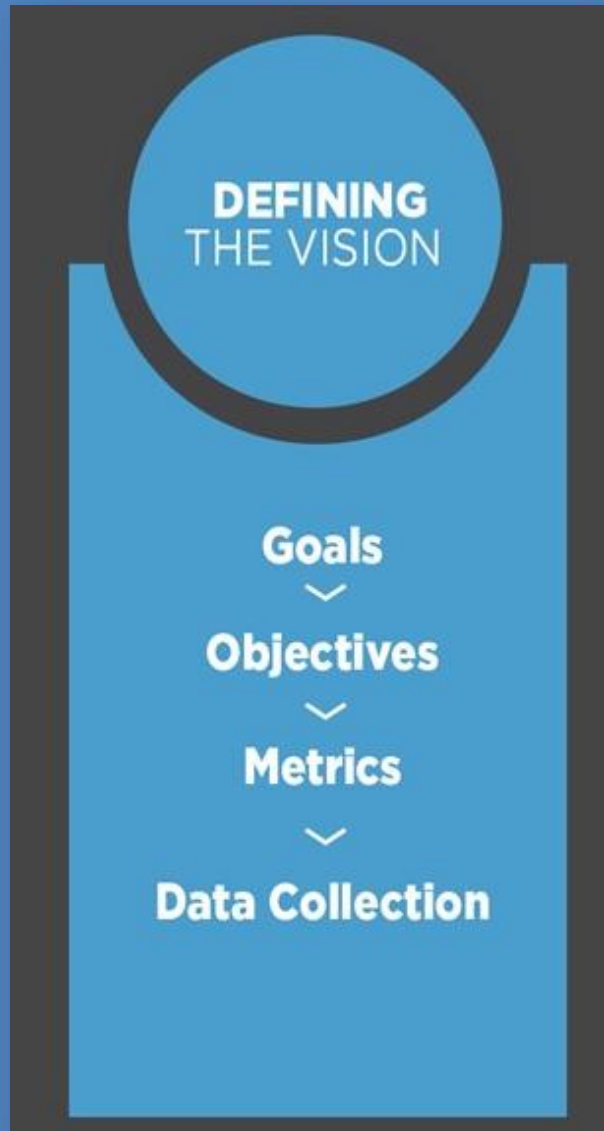 DEFINING
THE VISION
Goals
Objectives
Metrics
Data Collection